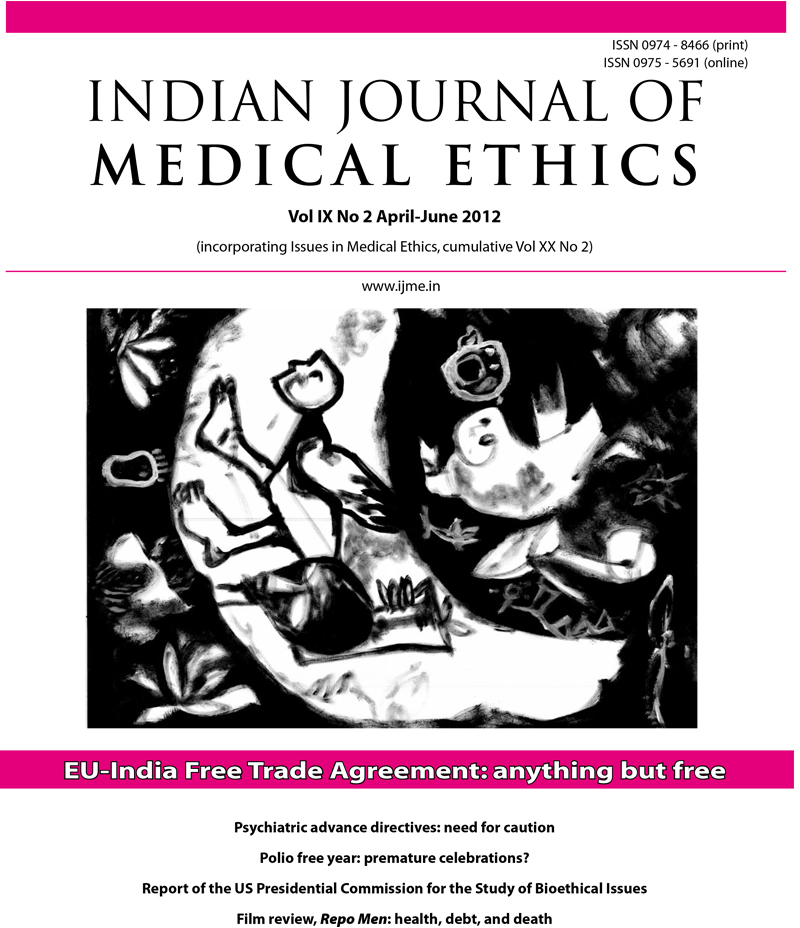 ISSN 0974 - 8466 (print)
ISSN 0975 - 5691 (online)
INDIAN JOURNAL OF
MEDICAL ETHICS
Vol IX No 2 April-June 2012
(incorporating Issues in Medical Ethics, cumulative Vol XX No 2)
www.ijme.in
EU-India Free Trade Agreement: anything but free
Psychiatric advance directives: need for caution
Polio free year: premature celebrations?
Report of the US Presidential Commission for the Study of Bioethical Issues
Film review, Repo Men: health, debt, and death